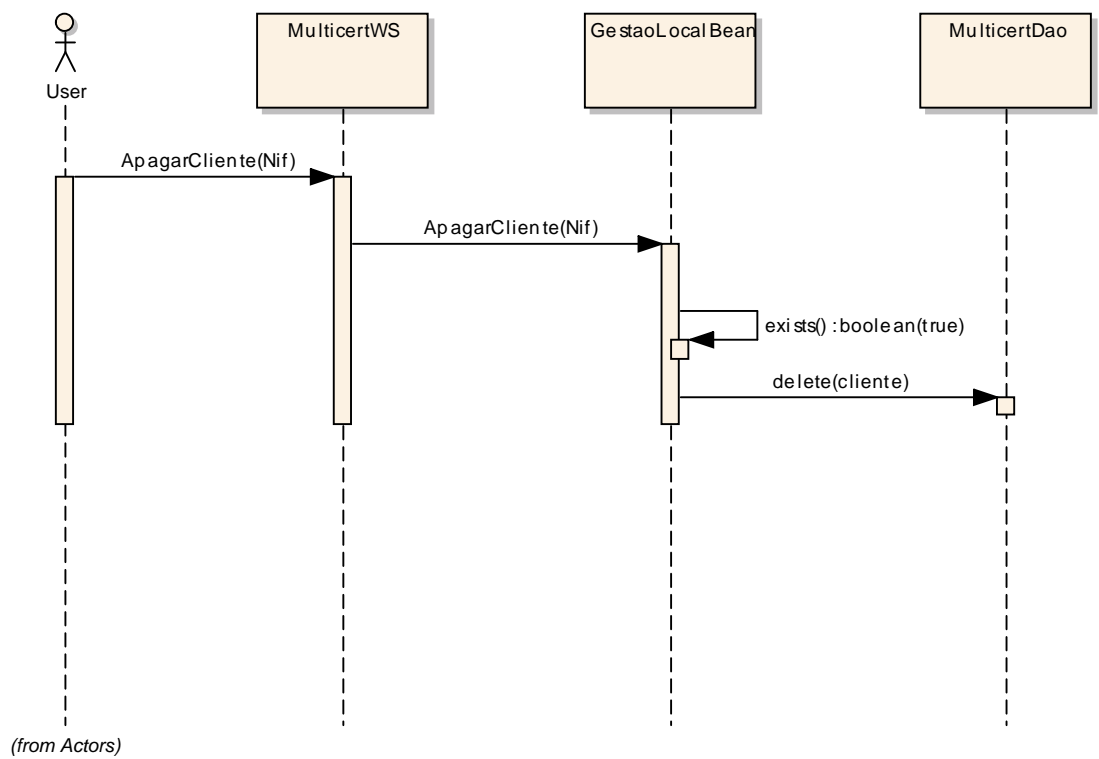 User
MulticertWS
GestaoLocalBean
MulticertDao
ApagarCliente(Nif)
ApagarCliente(Nif)
exists() :boolean(true)
delete(cliente)
(from Actors)